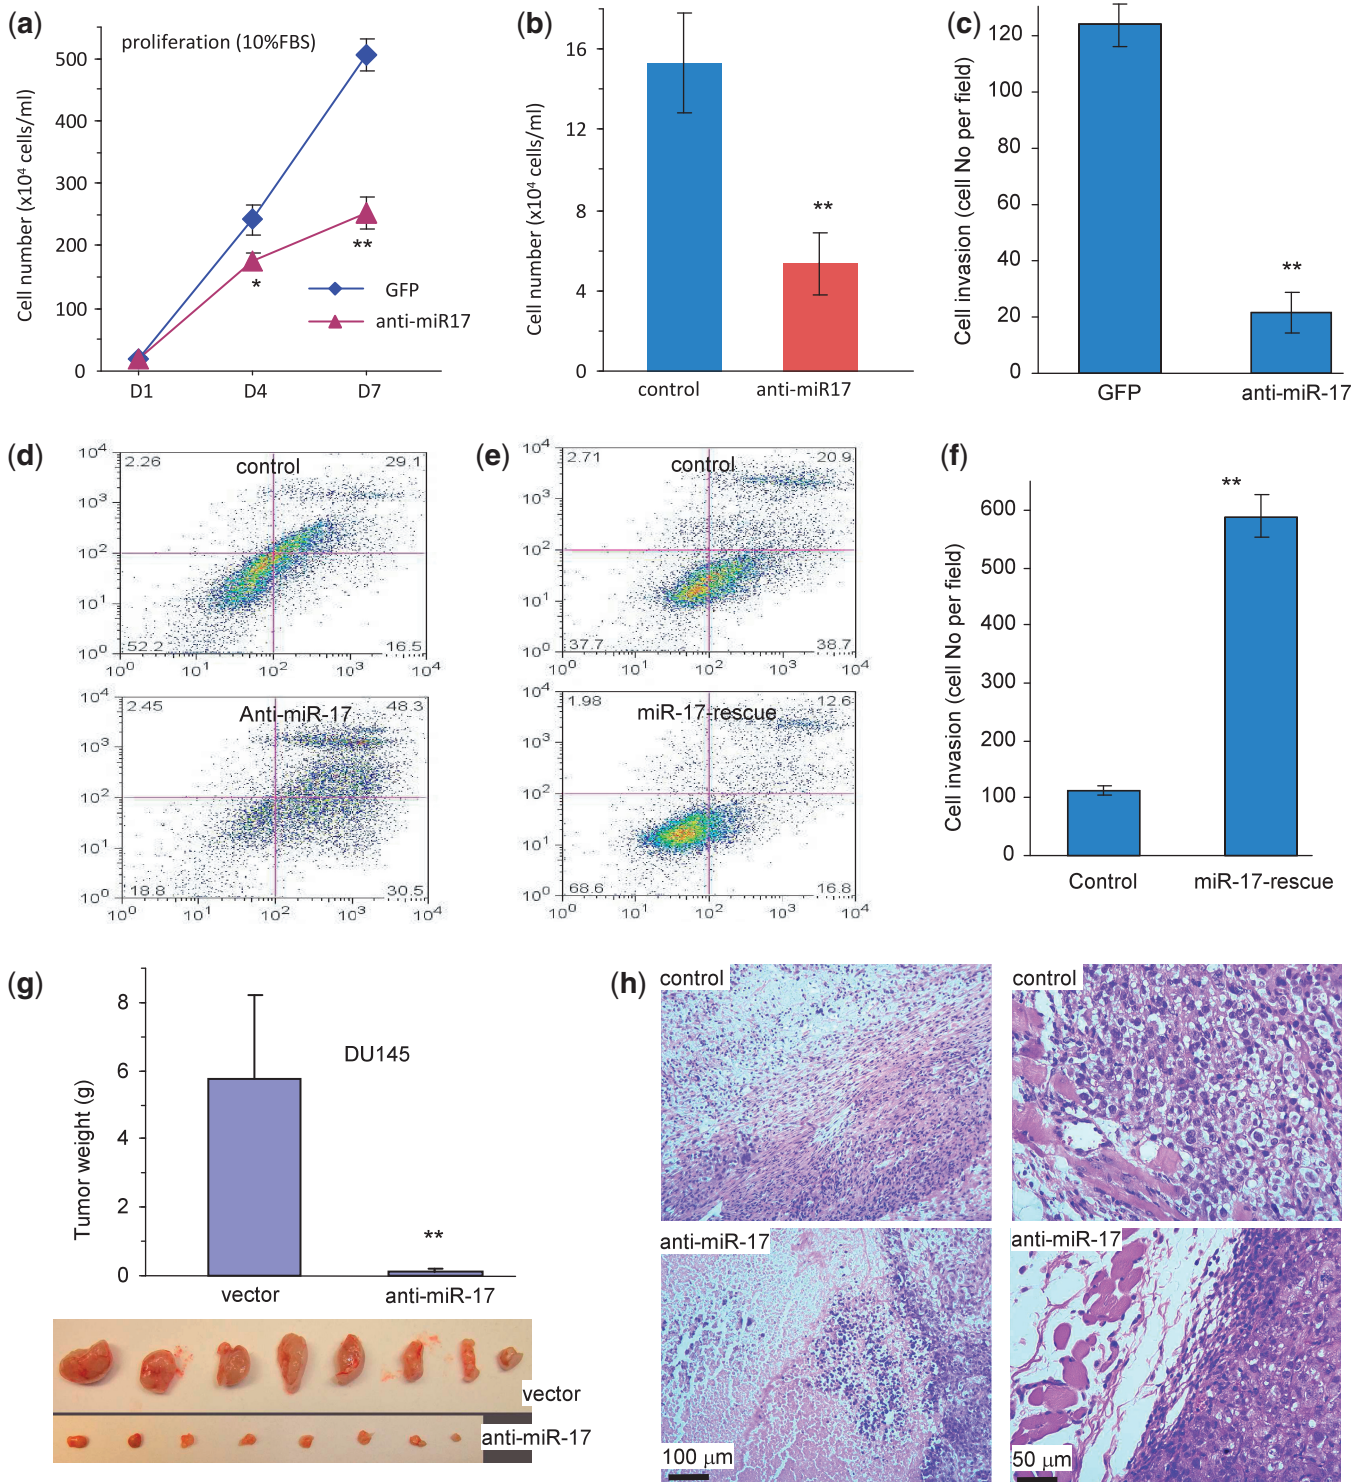 (a)
proliferation (10%FBS)
Cell number (x10⁴ cells/ml)
500
400
300
200
100
0
D1 D4 D7
*
**
GFP
anti-miR17
(b)
Cell number (x10⁴ cells/ml)
16
12
8
4
0
**
control anti-miR17
(c)
Cell invasion (cell No per field)
120
100
80
60
40
20
0
**
GFP anti-miR-17
(d)
control
2.26 29.1
52.2 16.5
10⁴
10³
10²
10¹
10⁰
10⁰ 10¹ 10² 10³ 10⁴
Anti-miR-17
2.45 48.3
18.8 30.5
10⁴
10³
10²
10¹
10⁰
10⁰ 10¹ 10² 10³ 10⁴
(e)
control
2.71 20.9
37.7 38.7
10⁴
10³
10²
10¹
10⁰
10⁰ 10¹ 10² 10³ 10⁴
miR-17-rescue
1.98 12.6
68.6 16.8
10⁴
10³
10²
10¹
10⁰
10⁰ 10¹ 10² 10³ 10⁴
(f)
Cell invasion (cell No per field)
600
500
400
300
200
100
0
**
Control miR-17-rescue
(g)
Tumor weight (g)
8
6
4
2
0
DU145
**
vector anti-miR-17
vector
anti-miR-17
(h)
control
control
anti-miR-17
100 μm
anti-miR-17
50 μm